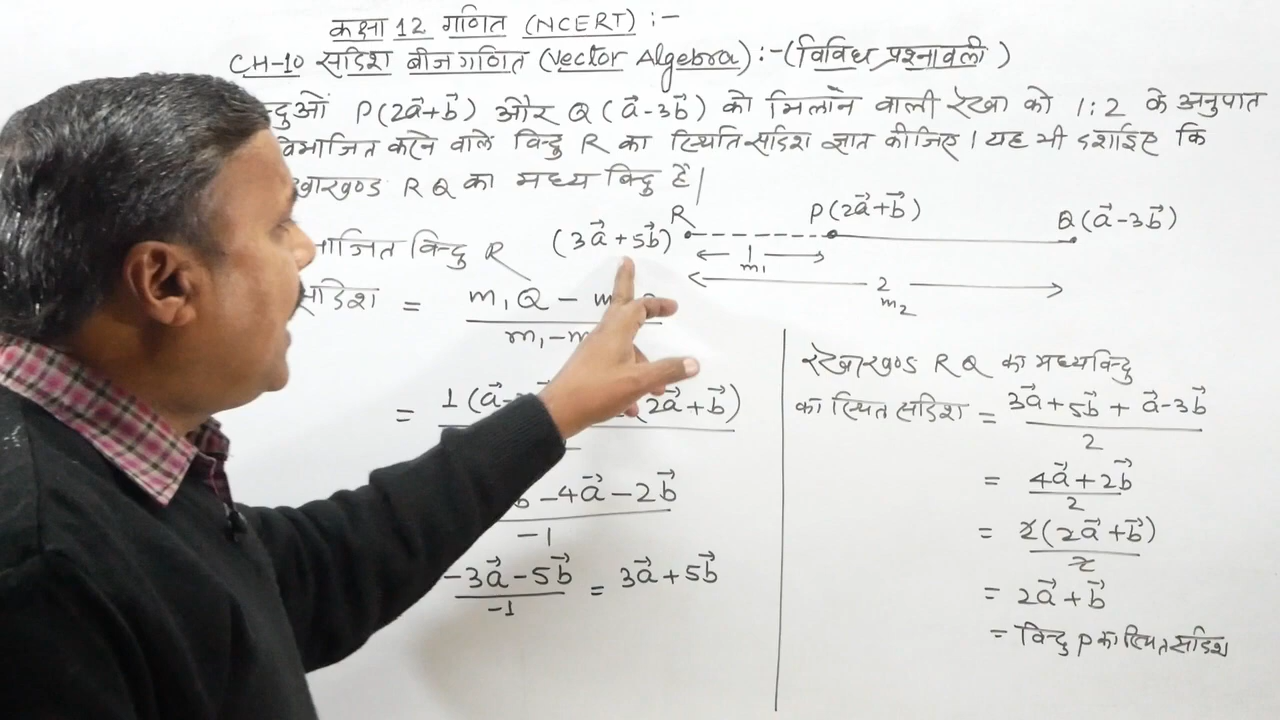 कक्षा 12 गणित (NCERT) :-
CH-10 सदिश बीजगणित (Vector Algebra) :- (विविध प्रश्नावली)
P(2a⃗+b⃗) और Q(a⃗-3b⃗) को मिलाने वाली रेखा को 1:2 के अनुपात
विभाजित करने वाले बिन्दु R का स्थिति सदिश ज्ञात कीजिए। यह भी दर्शाइए कि
RQ का मध्य बिन्दु है।
R P(2a⃗+b⃗) Q(a⃗-3b⃗)
बिन्दु R (3a⃗+5b⃗)
1
m₁
2
m₂
= m₁Q -
m₁-
= 1(a⃗- 2a⃗+b⃗)
-4a⃗-2b⃗
-1
-3a⃗-5b⃗ / -1 = 3a⃗+5b⃗
रेखाखण्ड RQ का मध्यबिन्दु
का स्थित सदिश = 3a⃗+5b⃗+a⃗-3b⃗ / 2
= 4a⃗+2b⃗ / 2
= 2(2a⃗+b⃗) / 2
= 2a⃗+b⃗
= बिन्दु P का स्थित सदिश